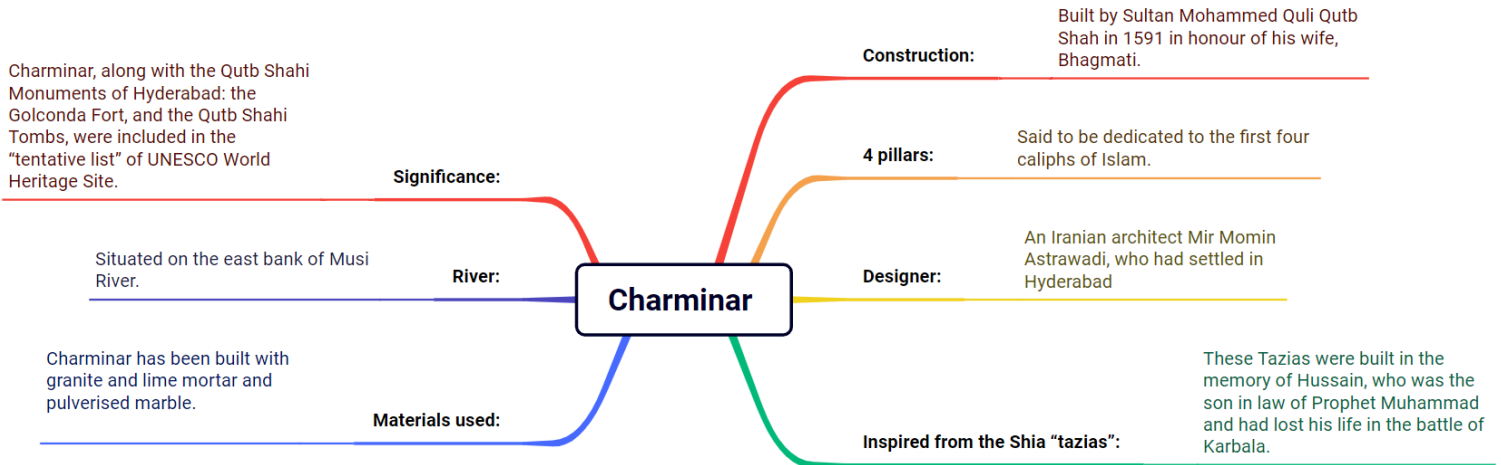 Charminar
Construction:
Built by Sultan Mohammed Quli Qutb
Shah in 1591 in honour of his wife,
Bhagmati.
4 pillars:
Said to be dedicated to the first four
caliphs of Islam.
Designer:
An Iranian architect Mir Momin
Astrawadi, who had settled in
Hyderabad
Inspired from the Shia “tazias”:
These Tazias were built in the
memory of Hussain, who was the
son in law of Prophet Muhammad
and had lost his life in the battle of
Karbala.
Significance:
Charminar, along with the Qutb Shahi
Monuments of Hyderabad: the
Golconda Fort, and the Qutb Shahi
Tombs, were included in the
“tentative list” of UNESCO World
Heritage Site.
River:
Situated on the east bank of Musi
River.
Materials used:
Charminar has been built with
granite and lime mortar and
pulverised marble.